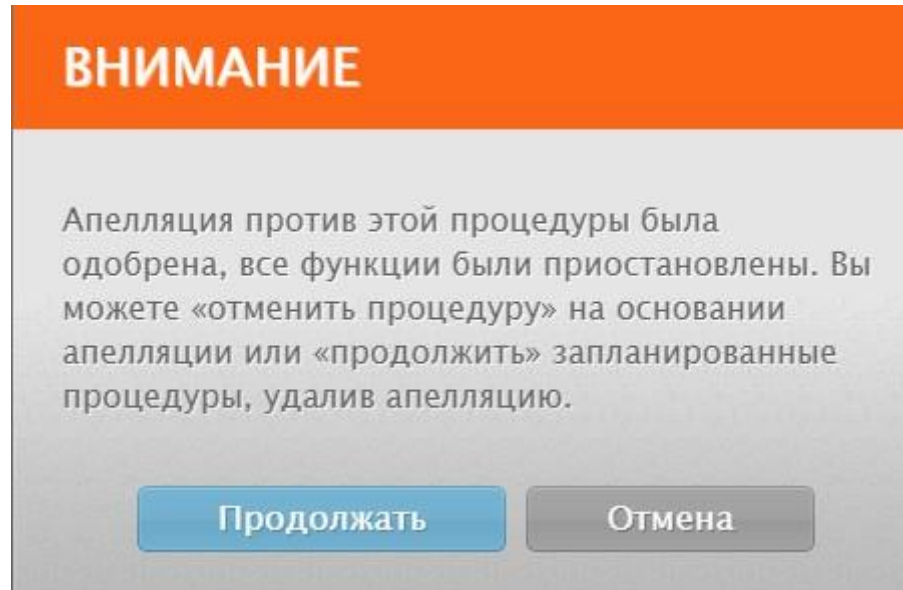 ВНИМАНИЕ
Апелляция против этой процедуры была
одобрена, все функции были приостановлены. Вы
можете «отменить процедуру» на основании
апелляции или «продолжить» запланированные
процедуры, удалив апелляцию.
Продолжать Отмена